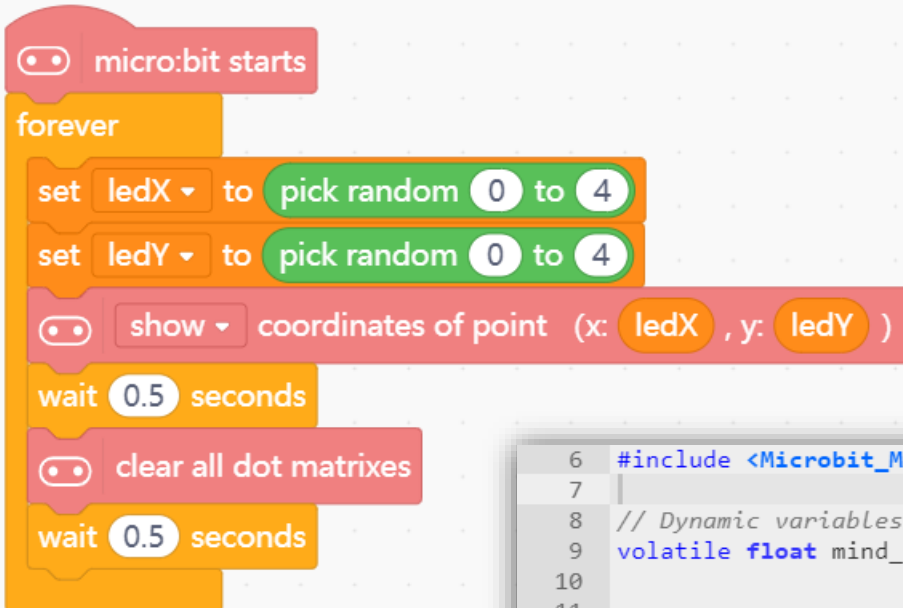 micro:bit starts
forever
set ledX to pick random 0 to 4
set ledY to pick random 0 to 4
show coordinates of point (x: ledX , y: ledY )
wait 0.5 seconds
clear all dot matrixes
wait 0.5 seconds
6 #include <Microbit_M
7
8 // Dynamic variables
9 volatile float mind_
10